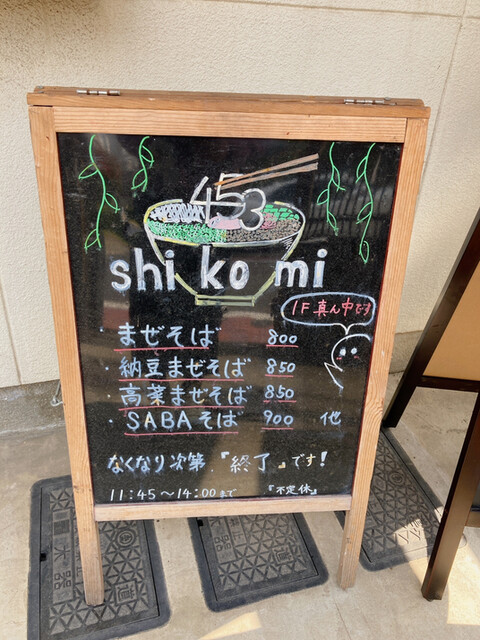 453
shi ko mi
1F 真ん中です
・まぜそば 800
・納豆まぜそば 850
・高菜まぜそば 850
・SABAそば 900 他
なくなり次第、『終了』です!
11:45〜14:00まで 『不定休』